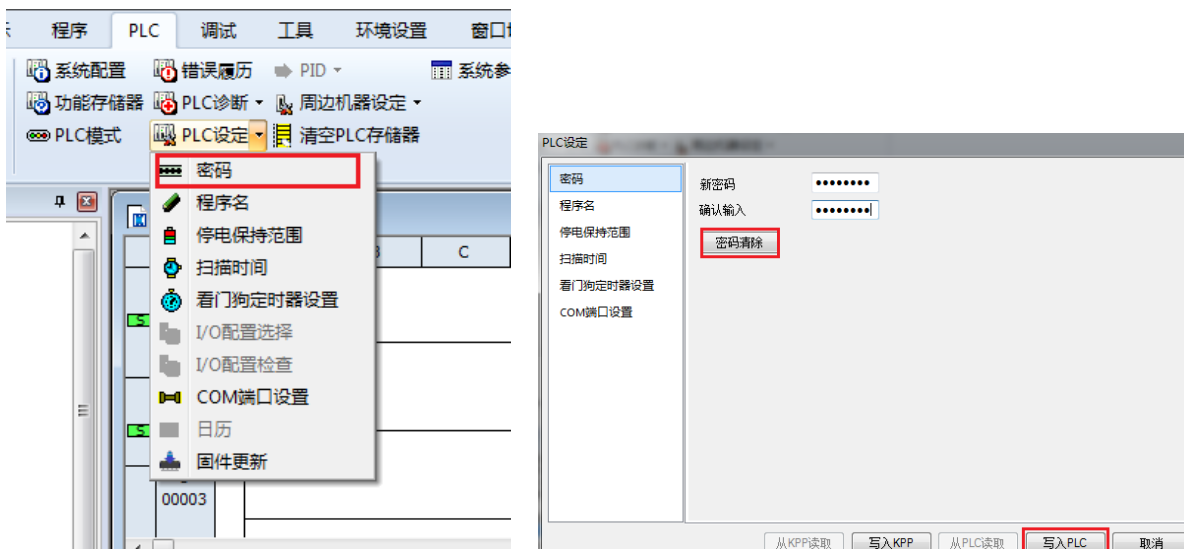 程序 PLC 调试 工具 环境设置
系统配置 错误履历 PID 系统参
功能存储器 PLC诊断 周边机器设定
PLC模式 PLC设定 清空PLC存储器
密码
程序名
停电保持范围
扫描时间
看门狗定时器设置
I/O配置选择
I/O配置检查
COM端口设置
日历
固件更新
C
S
S
00003
PLC设定
密码
程序名
停电保持范围
扫描时间
看门狗定时器设置
COM端口设置
新密码
确认输入
密码清除
从KPP读取 写入KPP 从PLC读取 写入PLC 取消